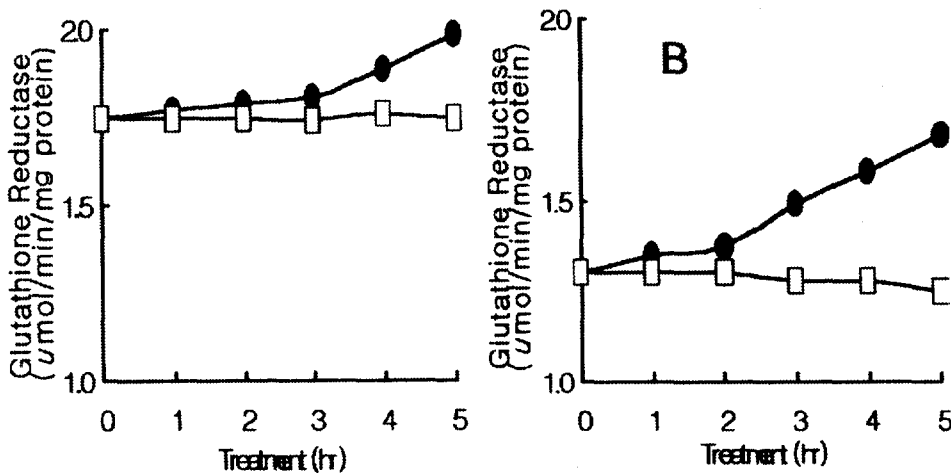 Glutathione Reductase
(umol/min/mg protein)
2.0
1.5
1.0
0 1 2 3 4 5
Treatment (hr)
B
Glutathione Reductase
(umol/min/mg protein)
2.0
1.5
1.0
0 1 2 3 4 5
Treatment (hr)